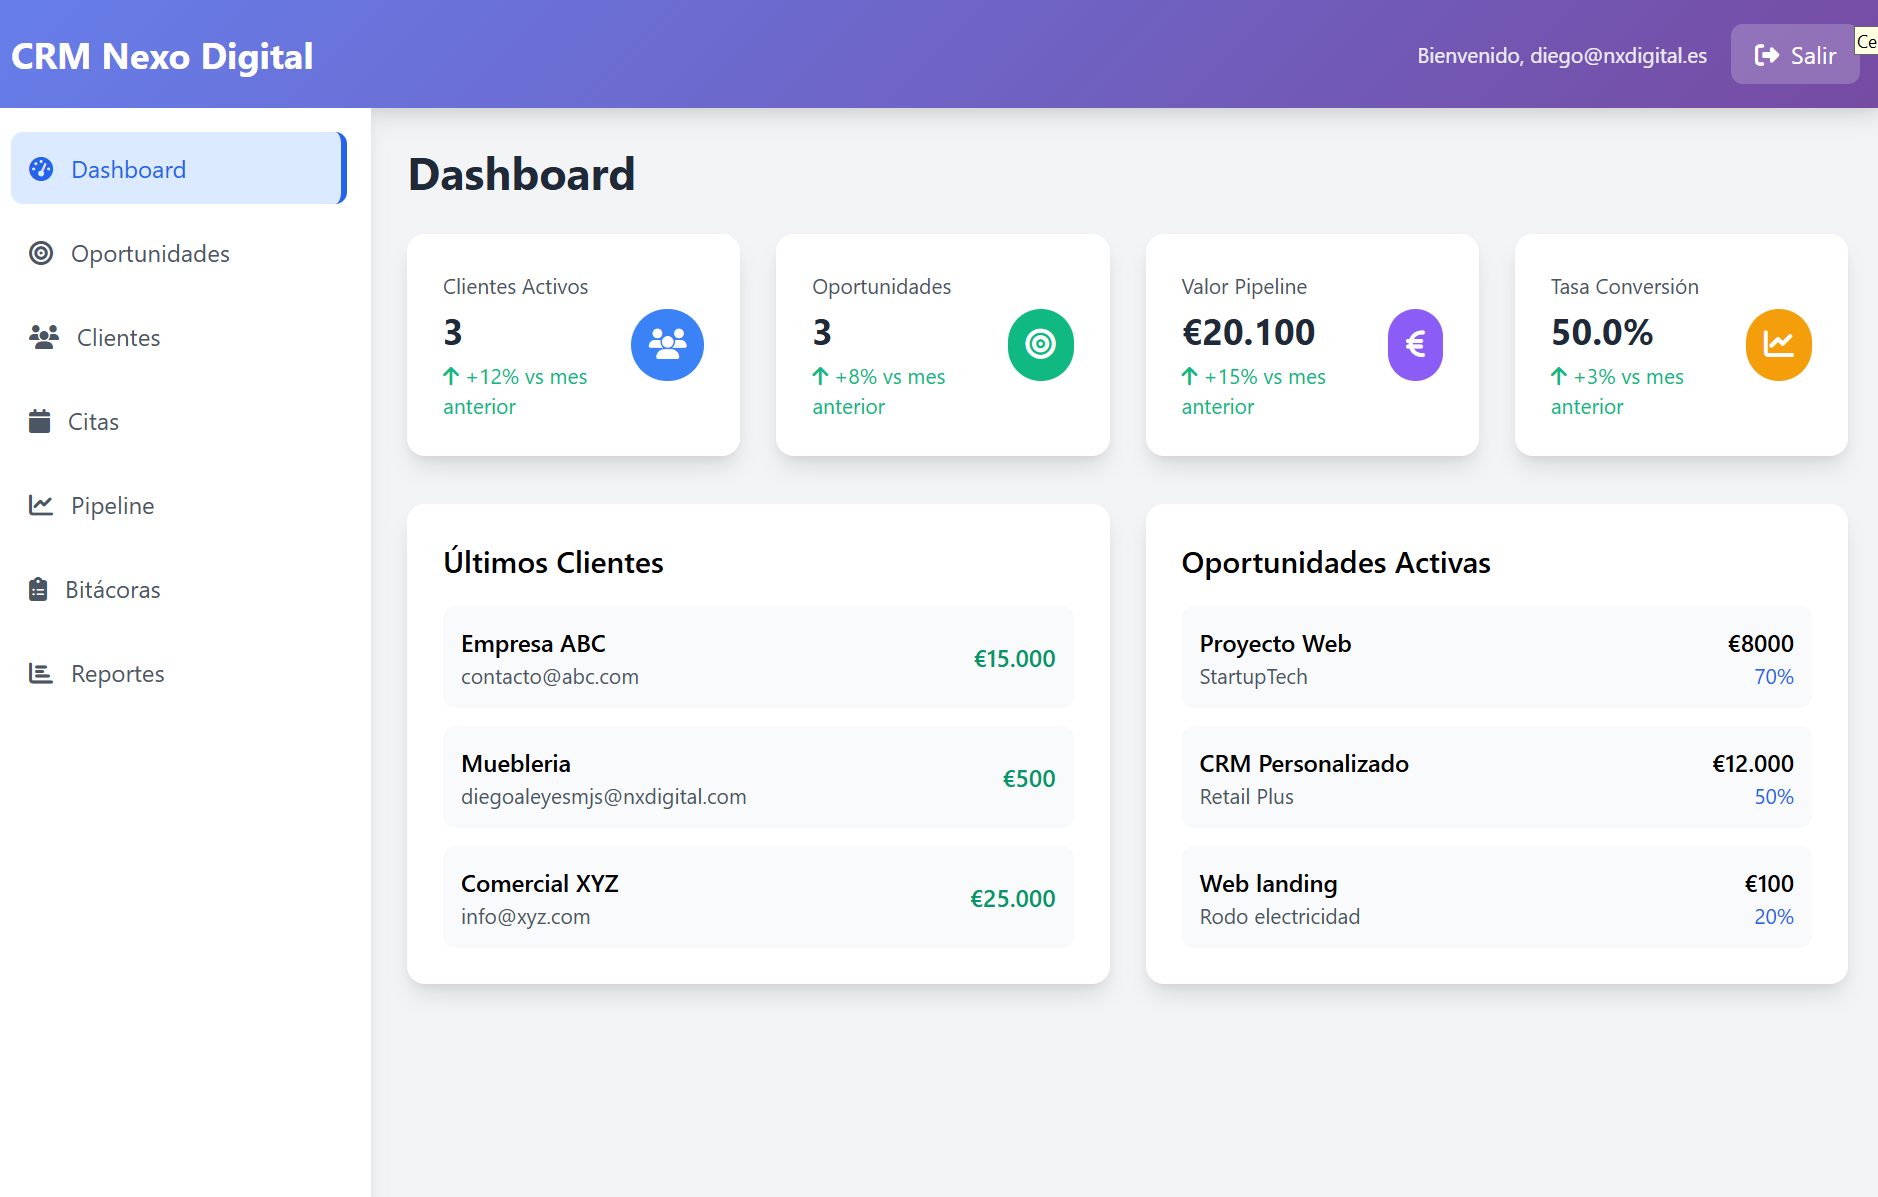 CRM Nexo Digital
Bienvenido, diego@nxdigital.es
Salir
Ce
Dashboard
Oportunidades
Clientes
Citas
Pipeline
Bitácoras
Reportes
Dashboard
Clientes Activos
3
+12% vs mes
anterior
Oportunidades
3
+8% vs mes
anterior
Valor Pipeline
€20.100
+15% vs mes
anterior
Tasa Conversión
50.0%
+3% vs mes
anterior
Últimos Clientes
Empresa ABC
contacto@abc.com
€15.000
Muebleria
diegoaleyesmjs@nxdigital.com
€500
Comercial XYZ
info@xyz.com
€25.000
Oportunidades Activas
Proyecto Web
€8000
StartupTech
70%
CRM Personalizado
€12.000
Retail Plus
50%
Web landing
€100
Rodo electricidad
20%